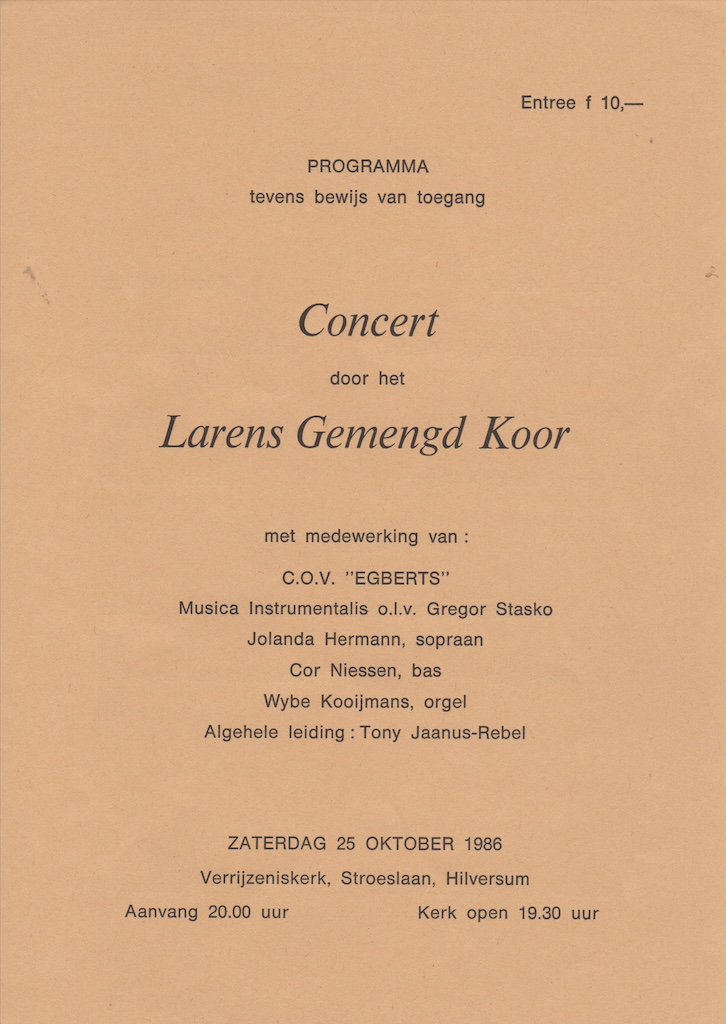 Entree f 10,—
PROGRAMMA
tevens bewijs van toegang
Concert
door het
Larens Gemengd Koor
met medewerking van :
C.O.V. ”EGBERTS”
Musica Instrumentalis o.l.v. Gregor Stasko
Jolanda Hermann, sopraan
Cor Niessen, bas
Wybe Kooijmans, orgel
Algehele leiding : Tony Jaanus-Rebel
ZATERDAG 25 OKTOBER 1986
Verrijzeniskerk, Stroeslaan, Hilversum
Aanvang 20.00 uur Kerk open 19.30 uur